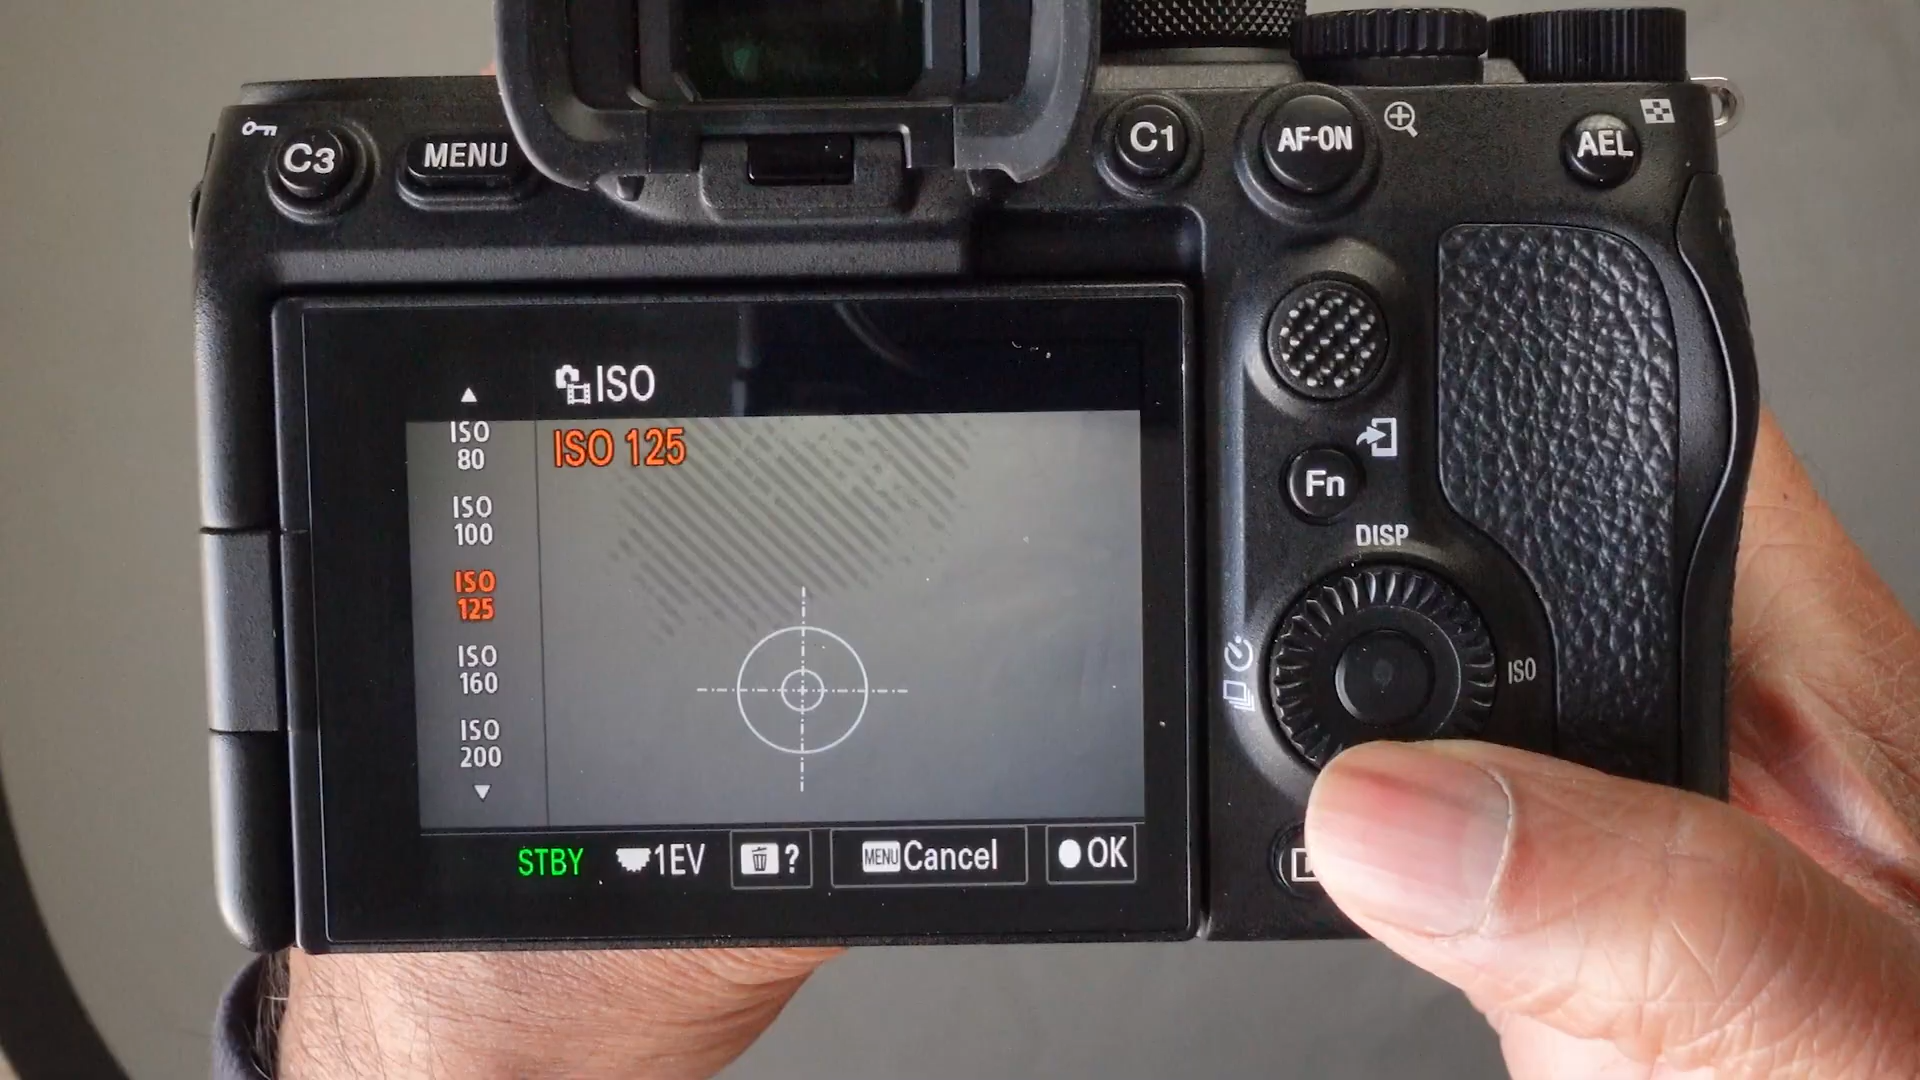 C3
MENU
C1
AF-ON
AEL
ISO
ISO 125
ISO
80
ISO
100
ISO
125
ISO
160
ISO
200
Fn
DISP
ISO
STBY
1EV
?
MENU Cancel
OK